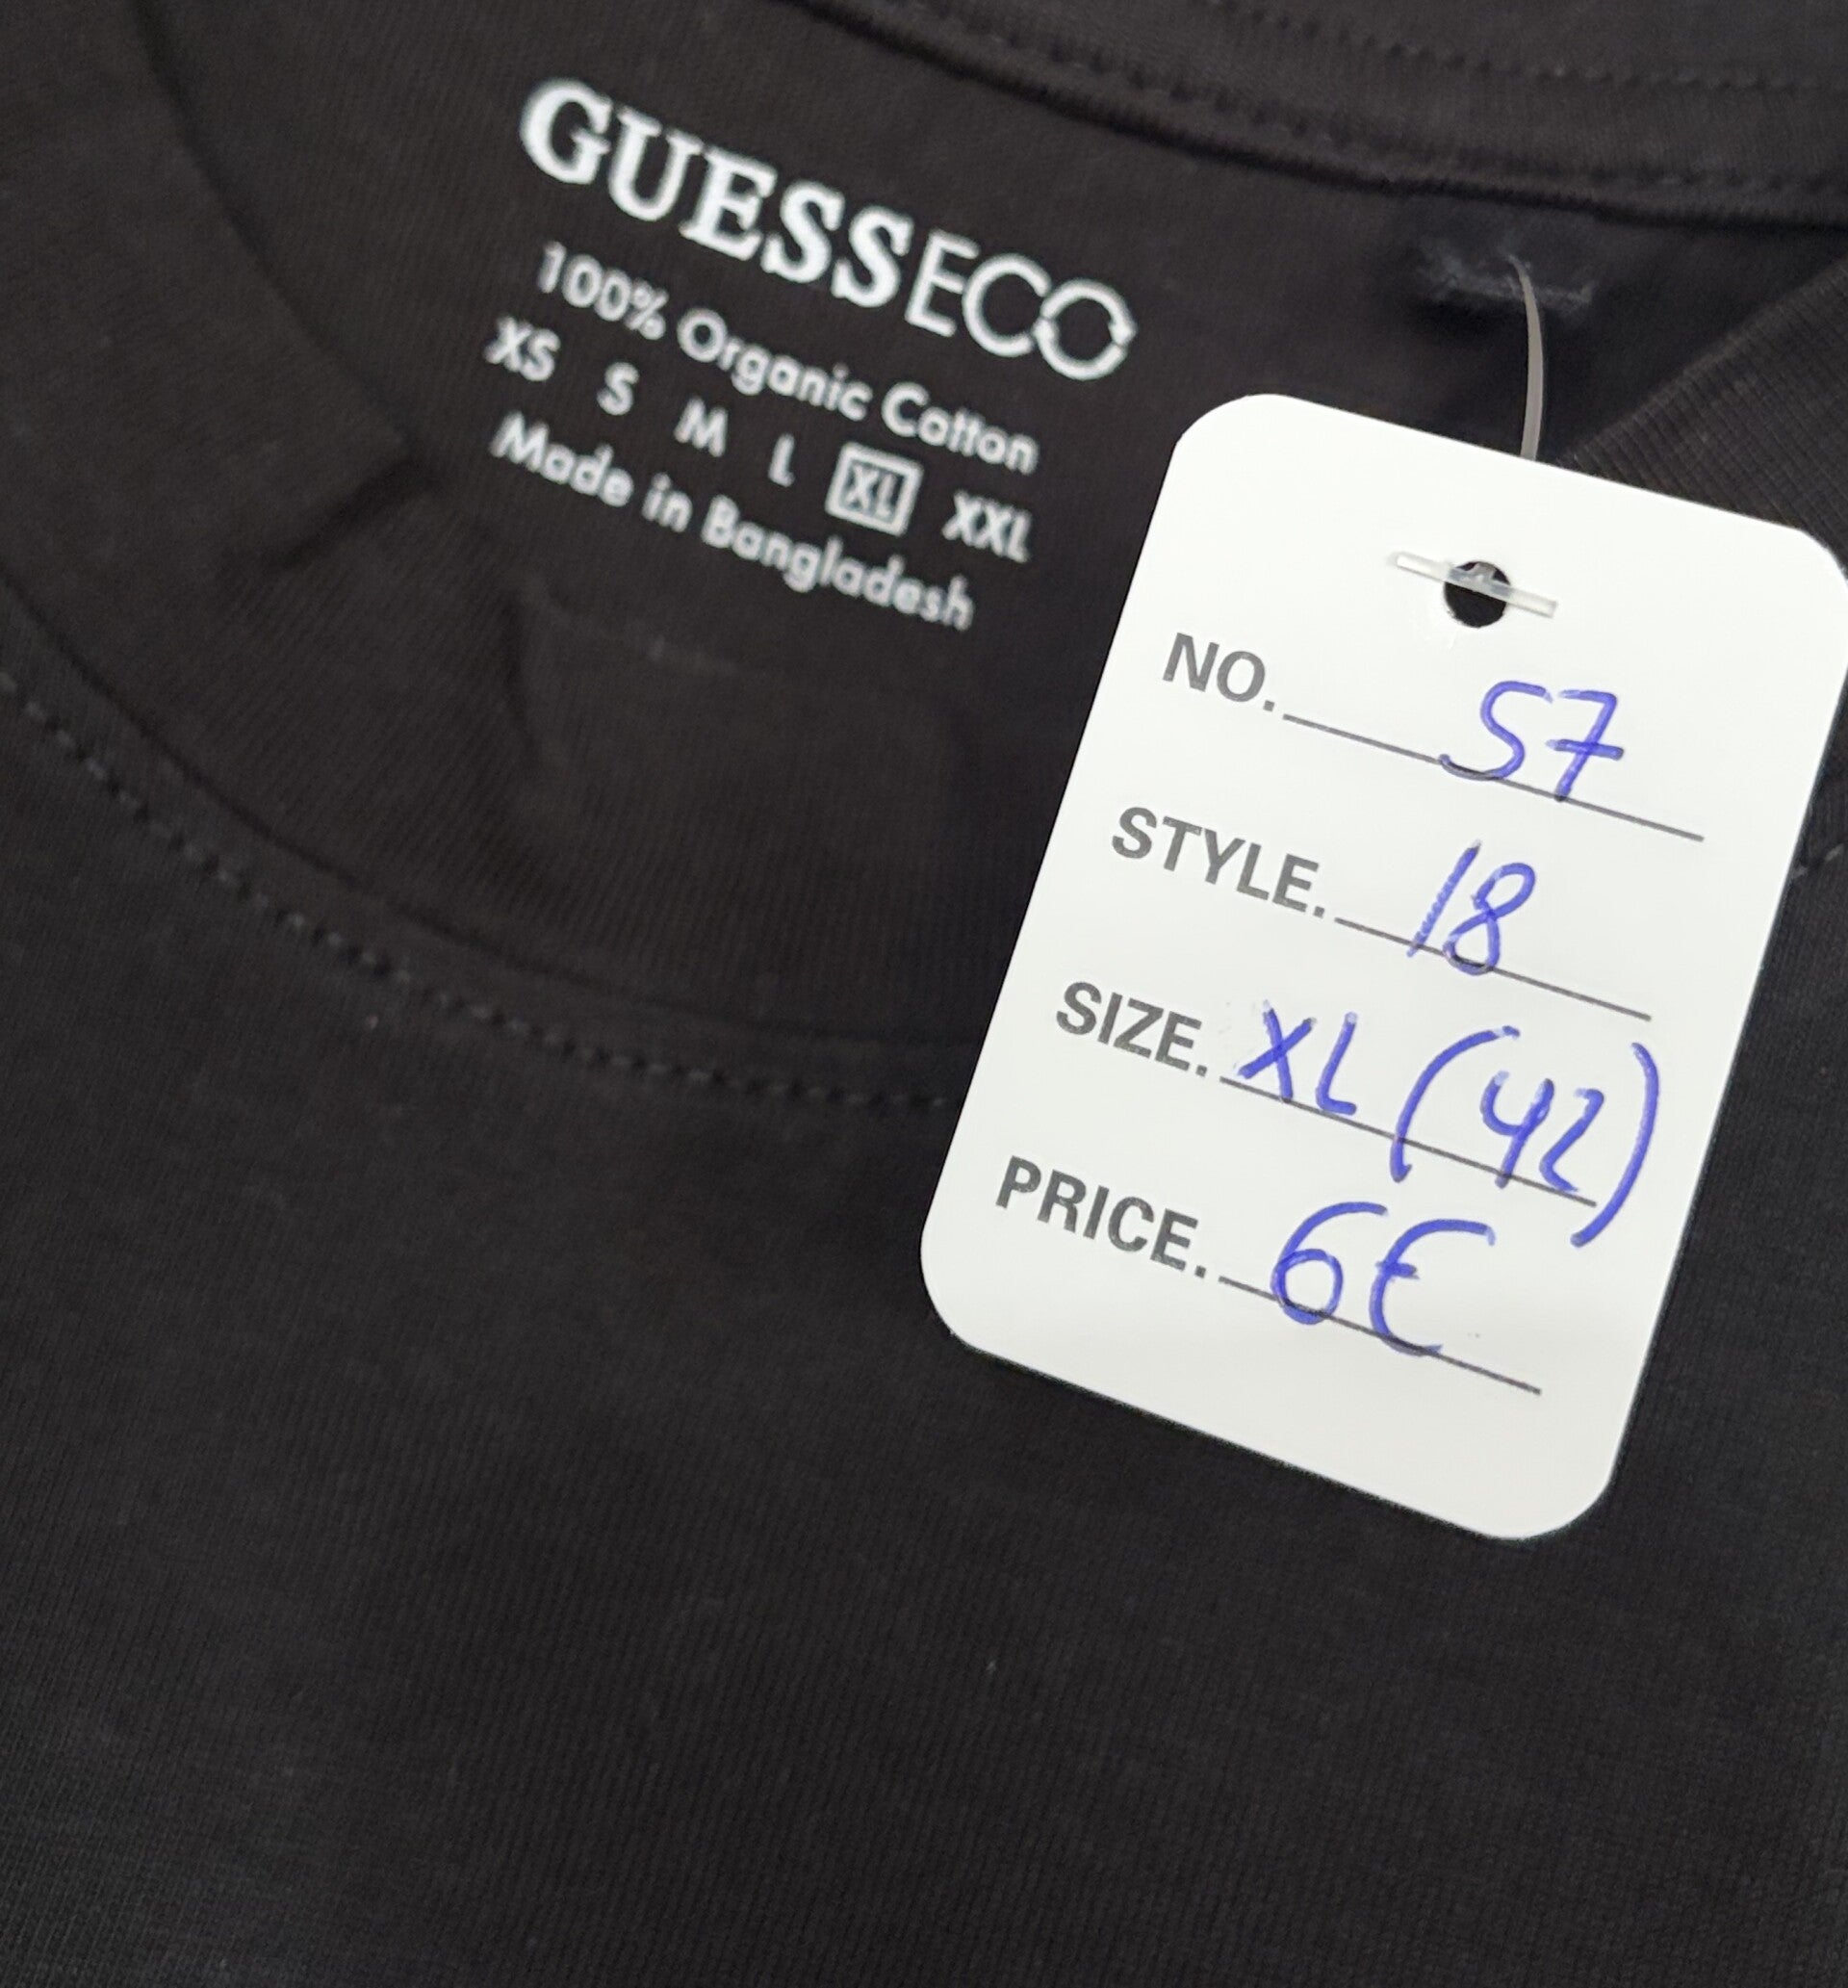 GUESSECO
100% Organic Cotton
XS S M L XL XXL
Made in Bangladesh
NO. 57
STYLE. 18
SIZE. XL (42)
PRICE. 6€